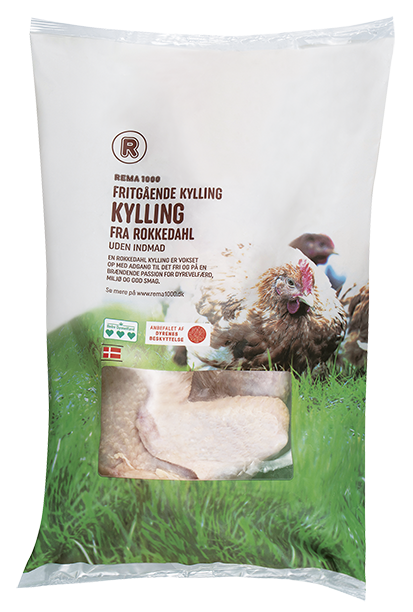 R
REMA 1000
FRITGÅENDE KYLLING
KYLLING
FRA ROKKEDAHL
UDEN INDMAD
EN ROKKEDAHL KYLLING ER VOKSET
OP MED ADGANG TIL DET FRI OG PÅ EN
BRÆNDENDE PASSION FOR DYREVELFÆRD,
MILJØ OG GOD SMAG.
Se mere på www.rema1000.dk
Bedre Dyrevelfærd
ANBEFALET AF
DYRENES
BESKYTTELSE